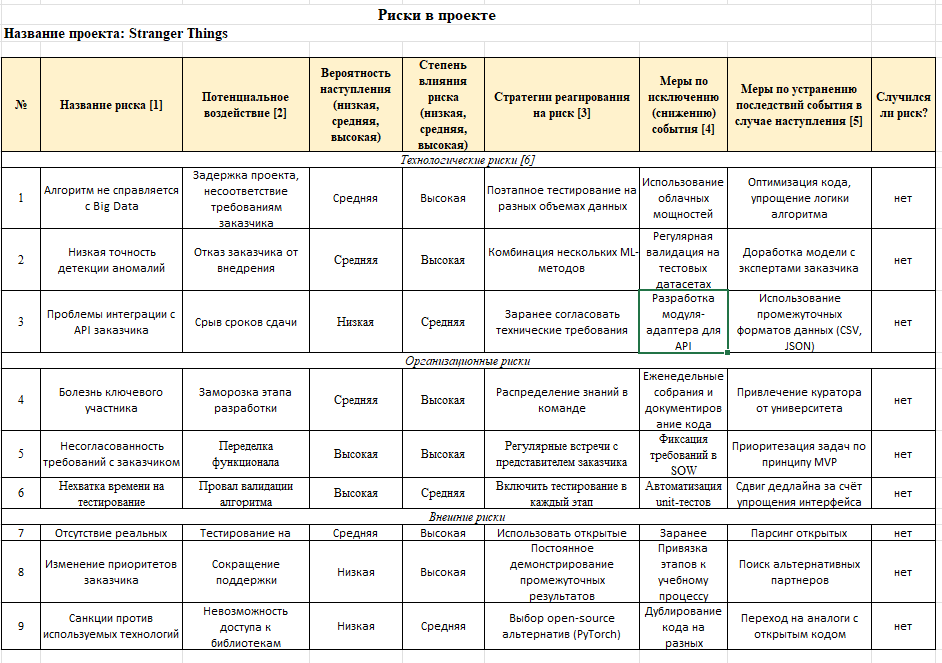 Риски в проекте
Название проекта: Stranger Things
№
Название риска [1]
Потенциальное
воздействие [2]
Вероятность
наступления
(низкая,
средняя,
высокая)
Степень
влияния
риска
(низкая,
средняя,
высокая)
Стратегии реагирования
на риск [3]
Меры по
исключению
(снижению)
события [4]
Меры по устранению
последствий события в
случае наступления [5]
Случился
ли риск?
Технологические риски [6]
1
Алгоритм не справляется
с Big Data
Задержка проекта,
несоответствие
требованиям
заказчика
Средняя
Высокая
Поэтапное тестирование на
разных объемах данных
Использование
облачных
мощностей
Оптимизация кода,
упрощение логики
алгоритма
нет
2
Низкая точность
детекции аномалий
Отказ заказчика от
внедрения
Средняя
Высокая
Комбинация нескольких ML-
методов
Регулярная
валидация на
тестовых
датасетах
Доработка модели с
экспертами заказчика
нет
3
Проблемы интеграции с
API заказчика
Срыв сроков сдачи
Низкая
Средняя
Заранее согласовать
технические требования
Разработка
модуля-
адаптера для
API
Использование
промежуточных
форматов данных (CSV,
JSON)
нет
Организационные риски
4
Болезнь ключевого
участника
Заморозка этапа
разработки
Средняя
Высокая
Распределение знаний в
команде
Еженедельные
собрания и
документиров
ание кода
Привлечение куратора
от университета
нет
5
Несогласованность
требований с заказчиком
Переделка
функционала
Высокая
Высокая
Регулярные встречи с
представителем заказчика
Фиксация
требований в
SOW
Приоритезация задач по
принципу MVP
нет
6
Нехватка времени на
тестирование
Провал валидации
алгоритма
Высокая
Средняя
Включить тестирование в
каждый этап
Автоматизация
unit-тестов
Сдвиг дедлайна за счёт
упрощения интерфейса
нет
Внешние риски
7
Отсутствие реальных
Тестирование на
Средняя
Высокая
Использовать открытые
Заранее
Парсинг открытых
нет
8
Изменение приоритетов
заказчика
Сокращение
поддержки
Низкая
Высокая
Постоянное
демонстрирование
промежуточных
результатов
Привязка
этапов к
учебному
процессу
Поиск альтернативных
партнеров
нет
9
Санкции против
используемых технологий
Невозможность
доступа к
библиотекам
Низкая
Средняя
Выбор open-source
альтернатив (PyTorch)
Дублирование
кода на
разных
Переход на аналоги с
открытым кодом
нет